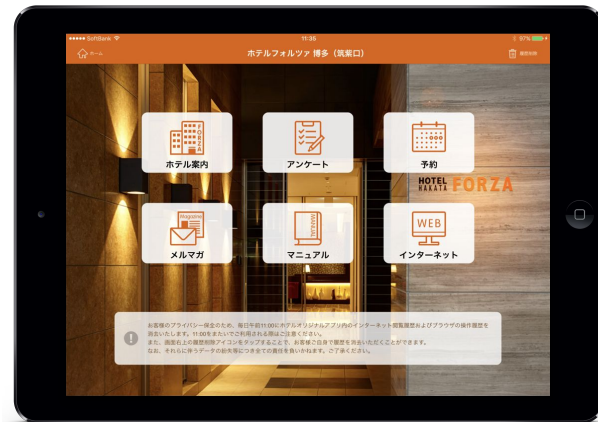 SoftBank 11:35 97%
ホーム ホテルフォルツァ 博多（筑紫口） 履歴削除
FORZA
ホテル案内 アンケート 予約
HOTEL HAKATA FORZA
Magazine MANUAL WEB
メルマガ マニュアル インターネット
お客様のプライバシー保全のため、毎日午前11:00にホテルオリジナルアプリ内のインターネット閲覧履歴およびブラウザの操作履歴を
消去いたします。11:00をまたいでご利用される際はご注意ください。
また、画面右上の履歴削除アイコンをタップすることで、お客様ご自身で履歴を消去いただくことができます。
なお、それらに伴うデータの紛失等につき全ての責任を負いかねます。ご了承ください。